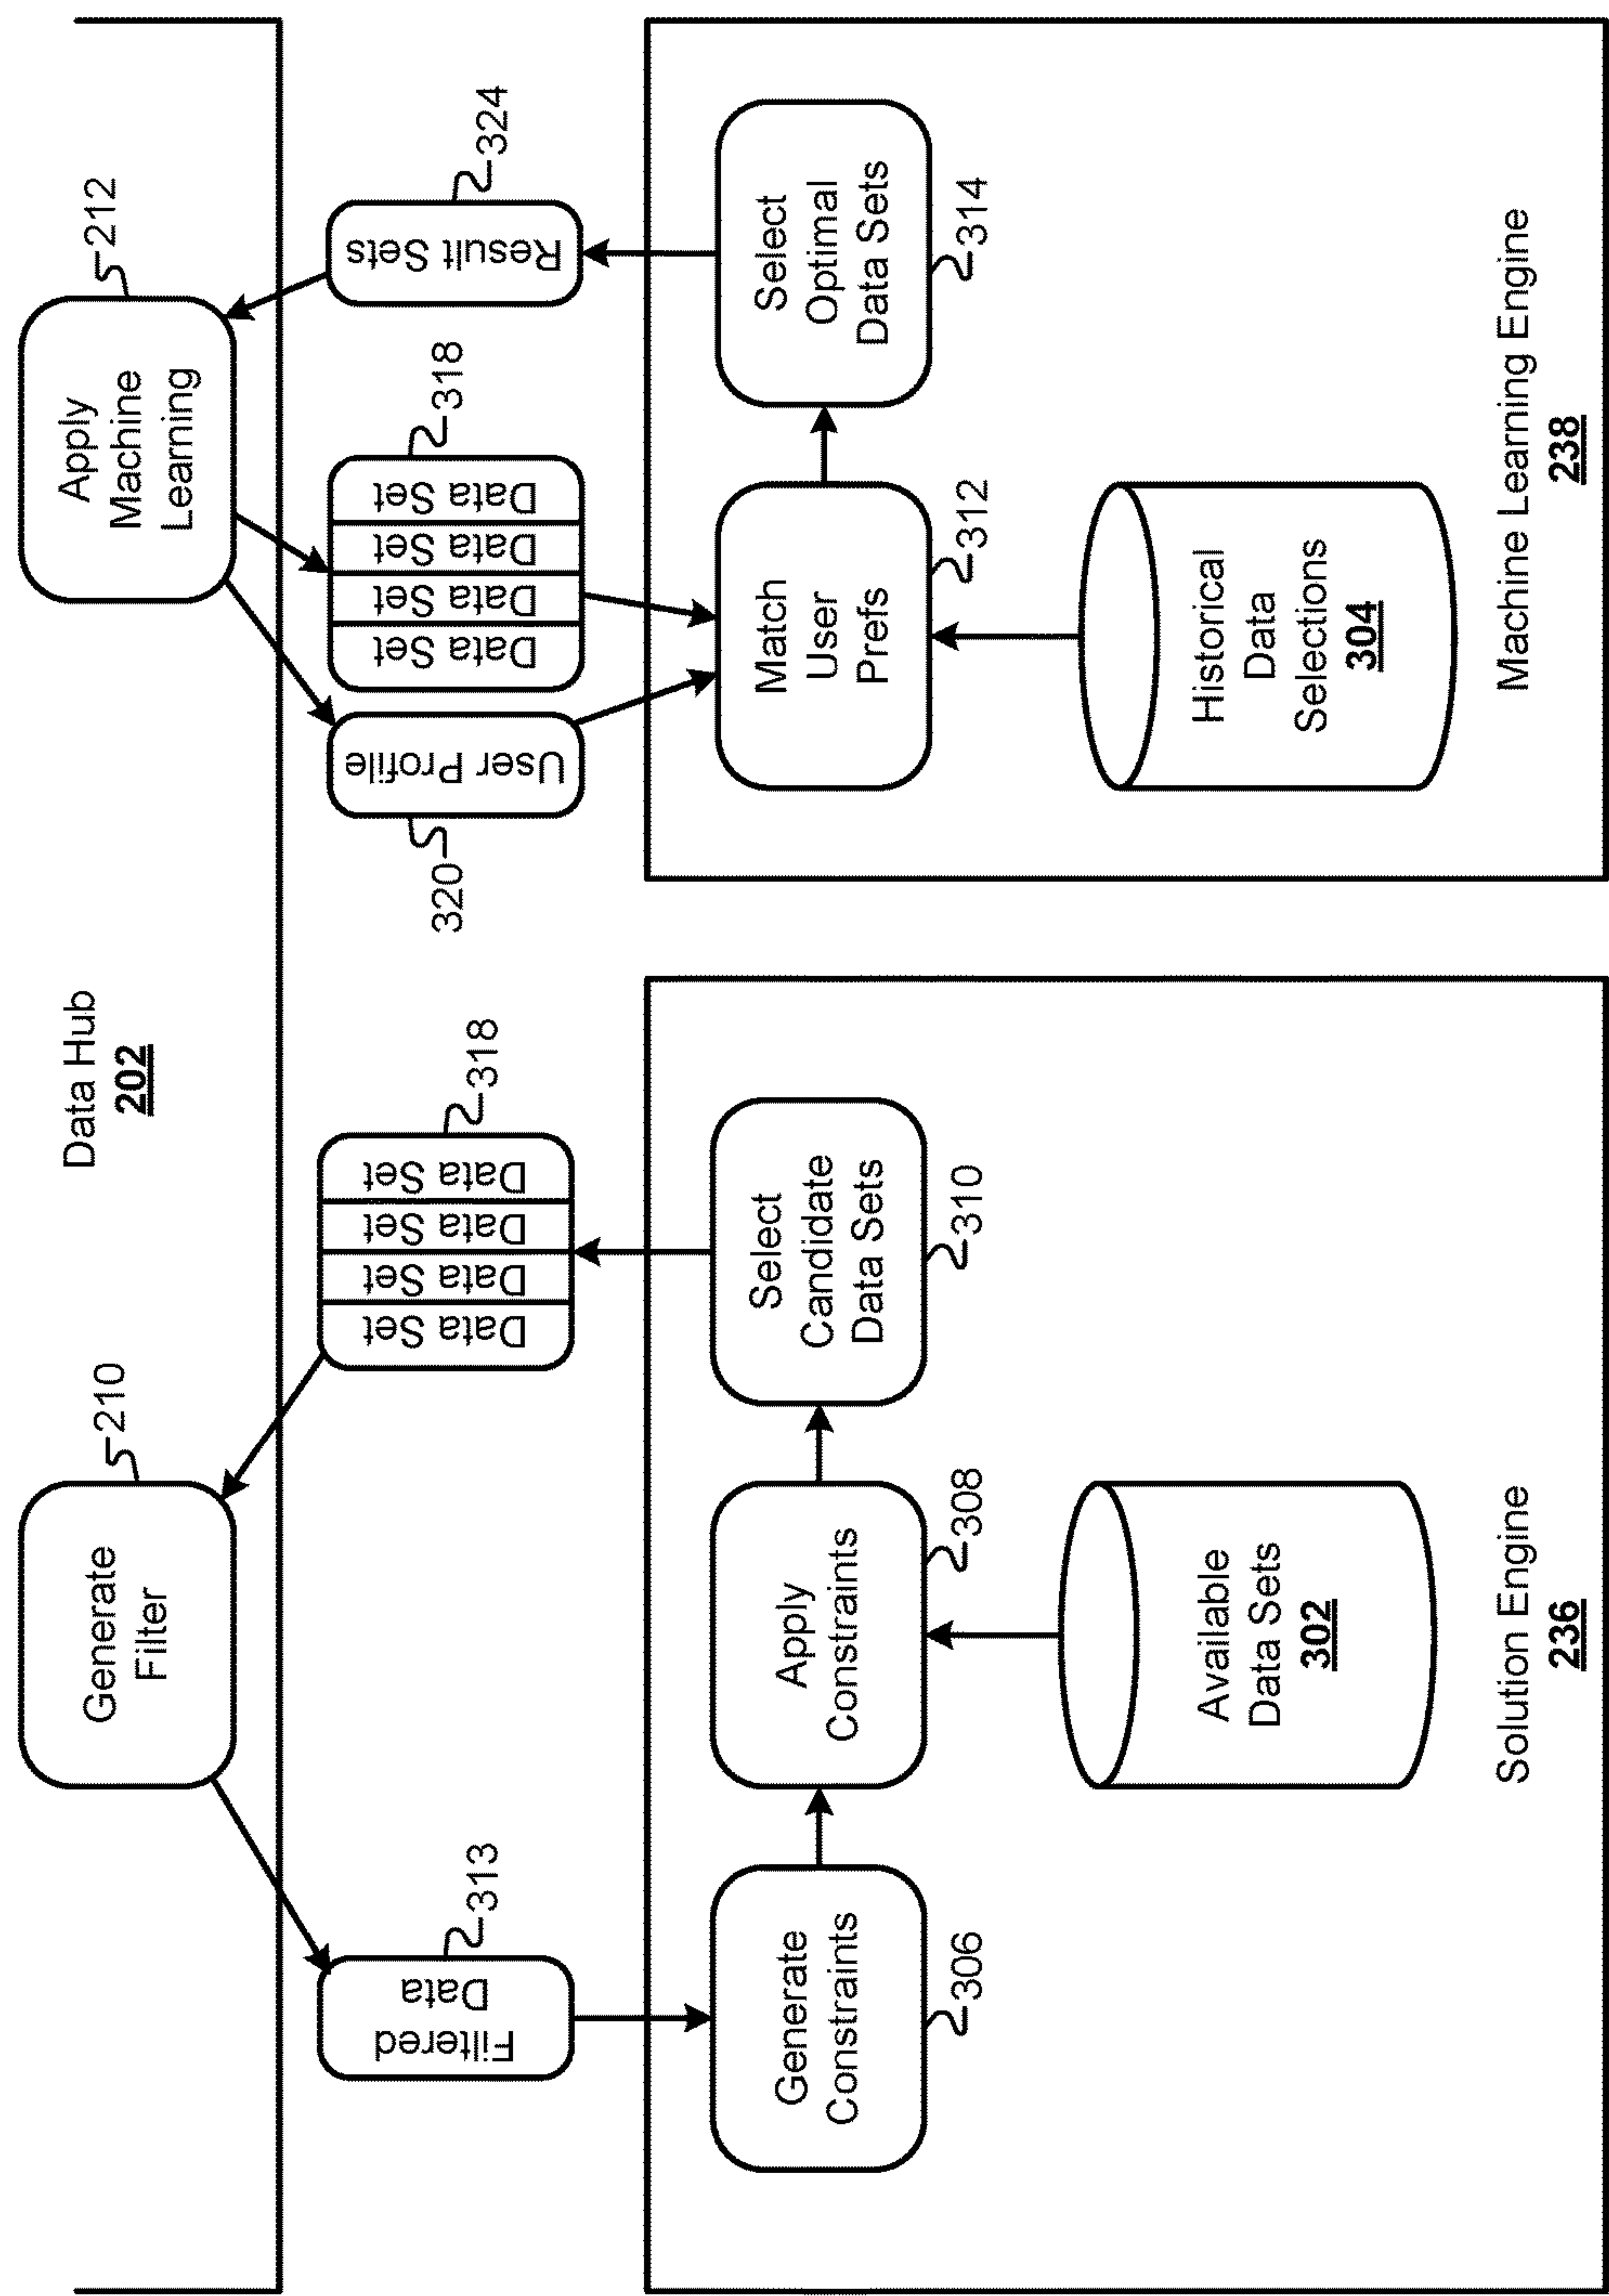 Data Hub
202
Generate
Filter
210
Apply
Machine
Learning
212
Filtered
Data
313
Data Set
Data Set
Data Set
Data Set
318
User Profile
320
Data Set
Data Set
Data Set
Data Set
318
Result Sets
324
Generate
Constraints
306
Apply
Constraints
308
Select
Candidate
Data Sets
310
Available
Data Sets
302
Solution Engine
236
Match
User
Prefs
312
Select
Optimal
Data Sets
314
Historical
Data
Selections
304
Machine Learning Engine
238